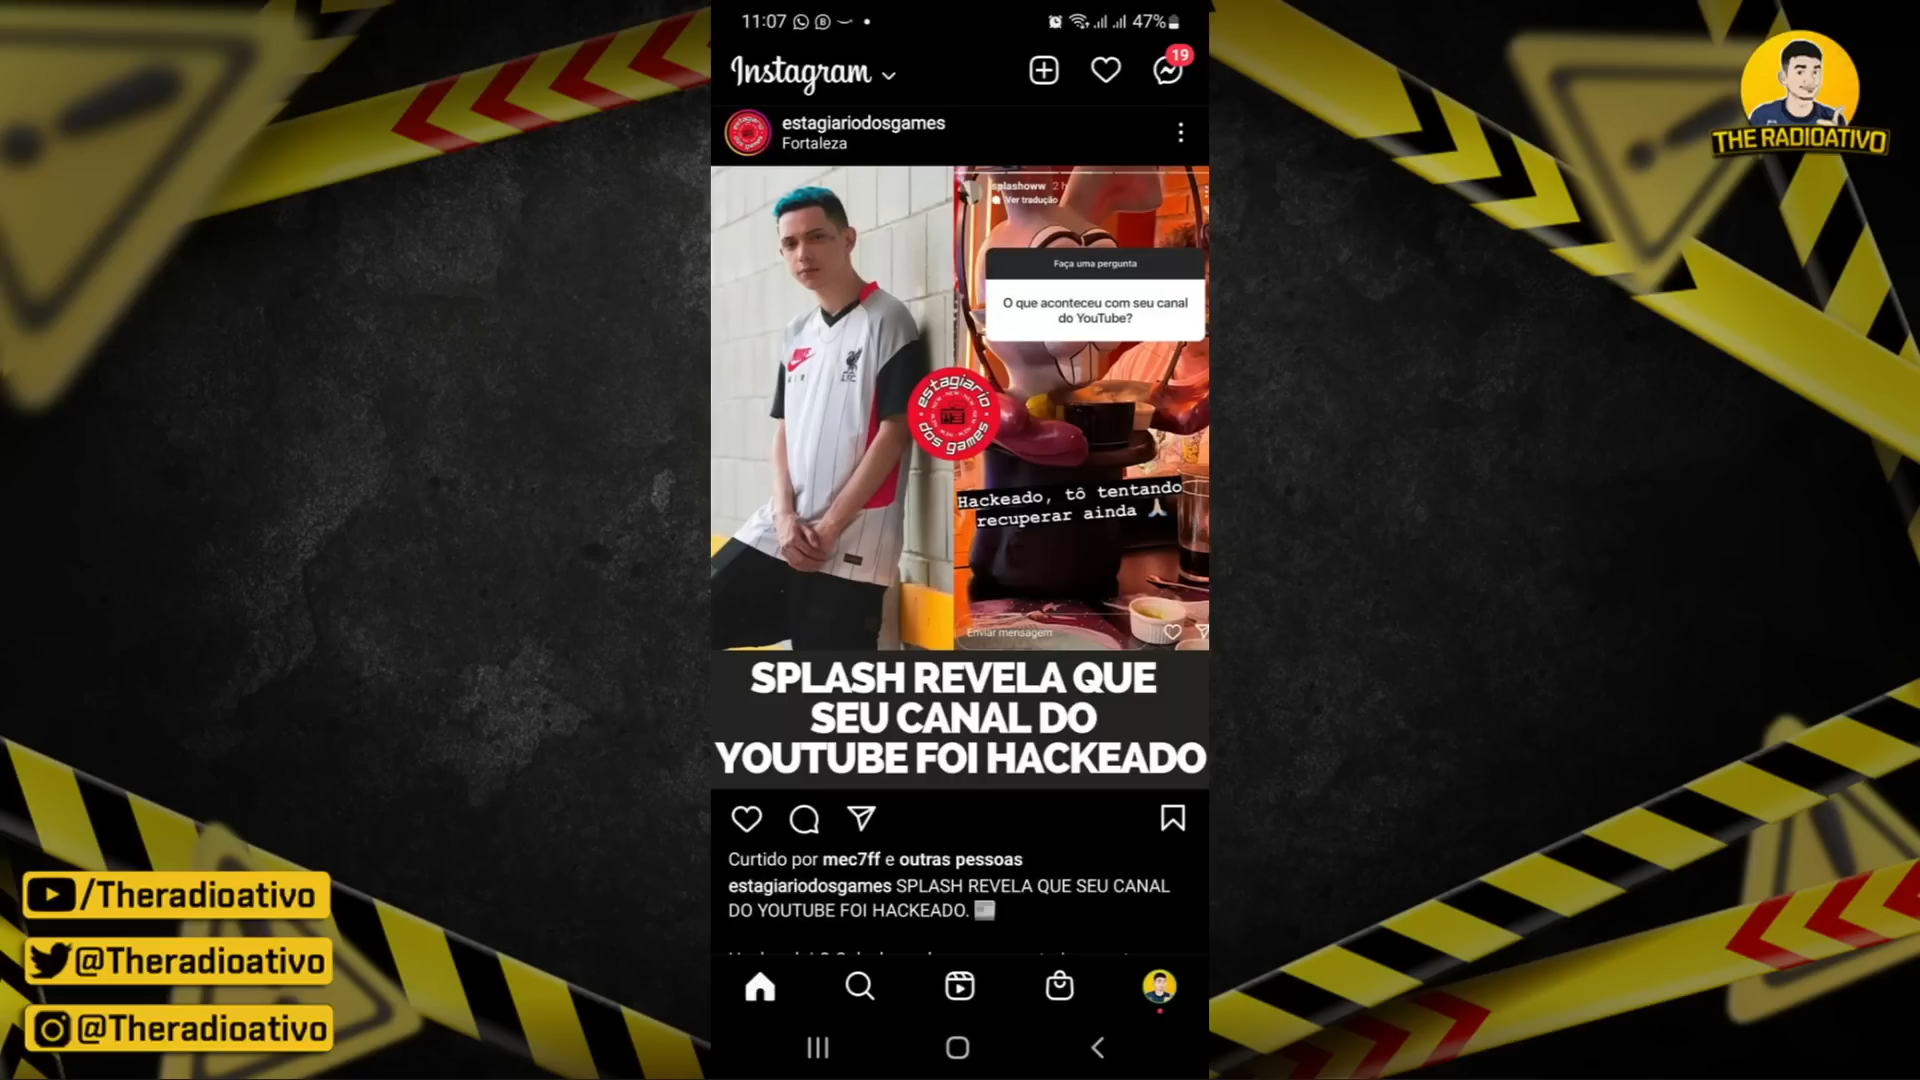 11:07
47%
Instagram
19
estagiariodosgames
Fortaleza
THE RADIOATIVO
splashoww 2 h
Ver tradução
Faça uma pergunta
O que aconteceu com seu canal
do YouTube?
NIKE
AIR
L.F.C.
estagiario
dos games
Hackeado, tô tentando
recuperar ainda 🙏🏻
Enviar mensagem
SPLASH REVELA QUE
SEU CANAL DO
YOUTUBE FOI HACKEADO
Curtido por mec7ff e outras pessoas
estagiariodosgames SPLASH REVELA QUE SEU CANAL
DO YOUTUBE FOI HACKEADO.
/Theradioativo
@Theradioativo
@Theradioativo